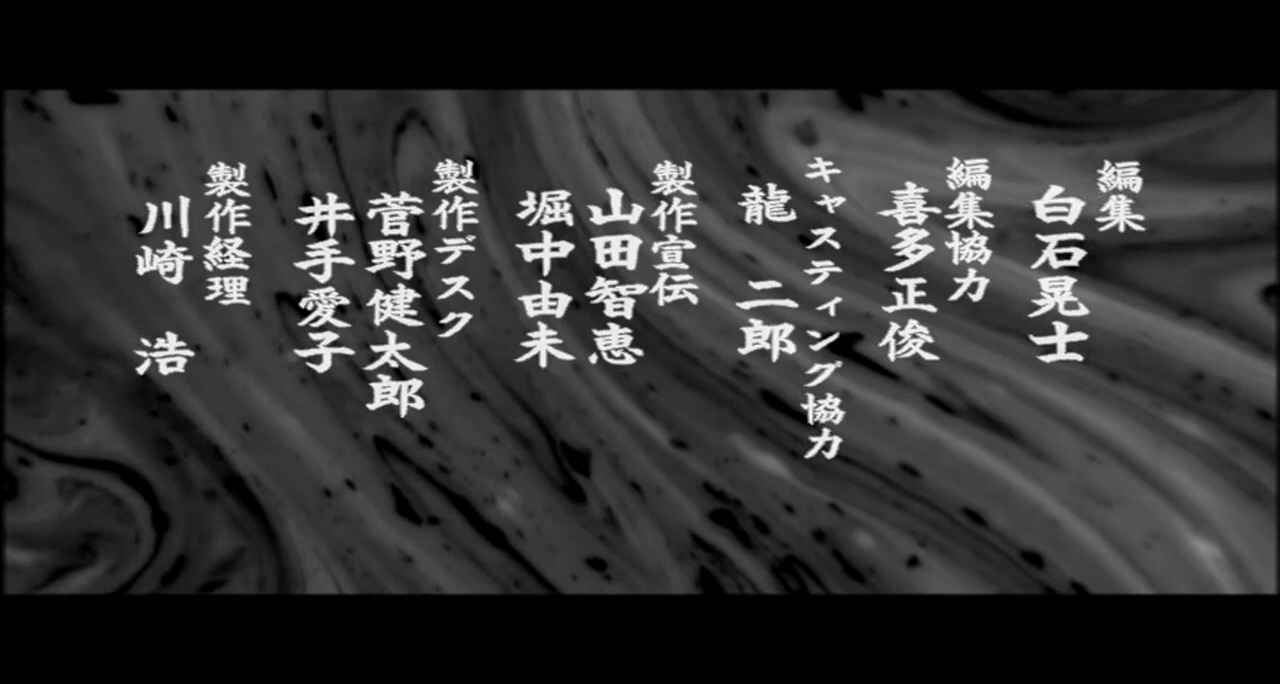 編集
白石晃士
編集協力
喜多正俊
キャスティング協力
龍 二郎
製作宣伝
山田智恵
堀中由未
製作デスク
菅野健太郎
井手愛子
製作経理
川崎 浩